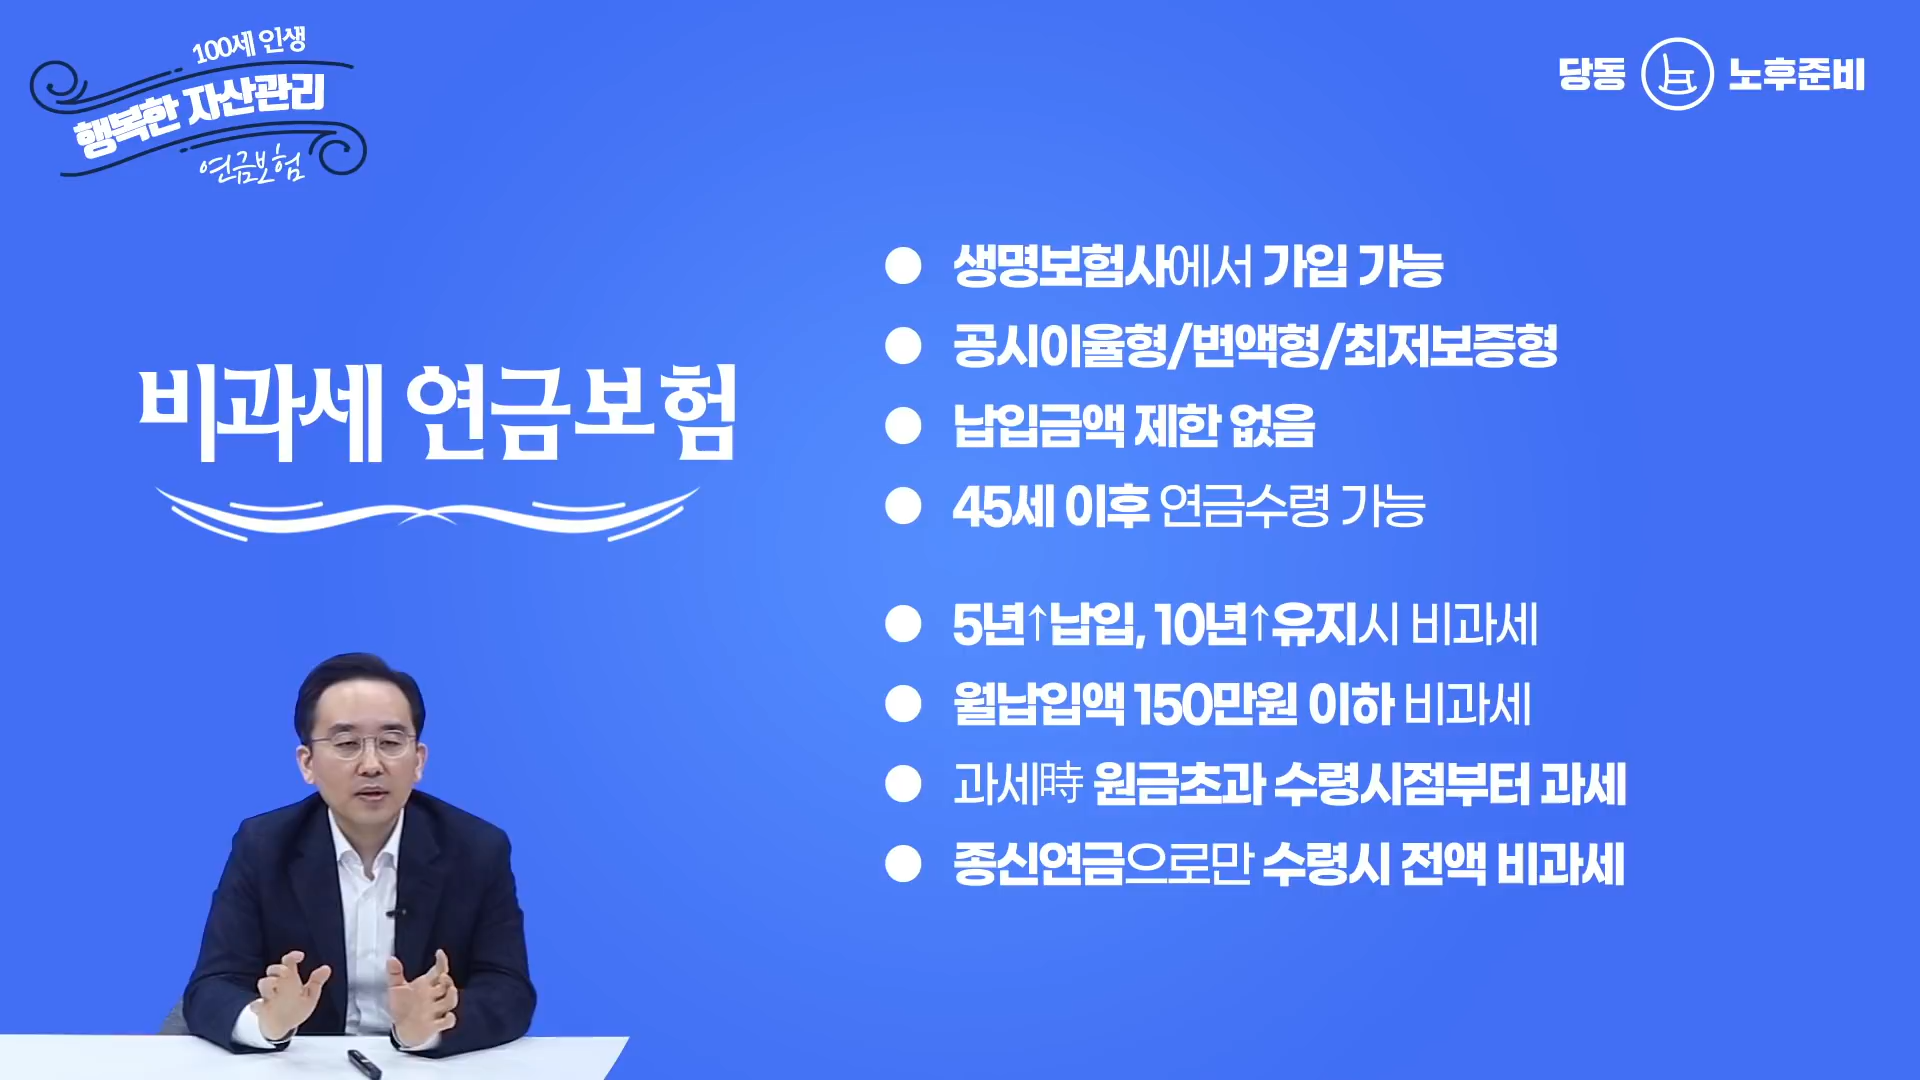 100세 인생
행복한 자산관리
연금보험
당동 노후준비
비과세 연금보험
● 생명보험사에서 가입 가능
● 공시이율형/변액형/최저보증형
● 납입금액 제한 없음
● 45세 이후 연금수령 가능
● 5년↑납입, 10년↑유지시 비과세
● 월납입액 150만원 이하 비과세
● 과세時 원금초과 수령시점부터 과세
● 종신연금으로만 수령시 전액 비과세